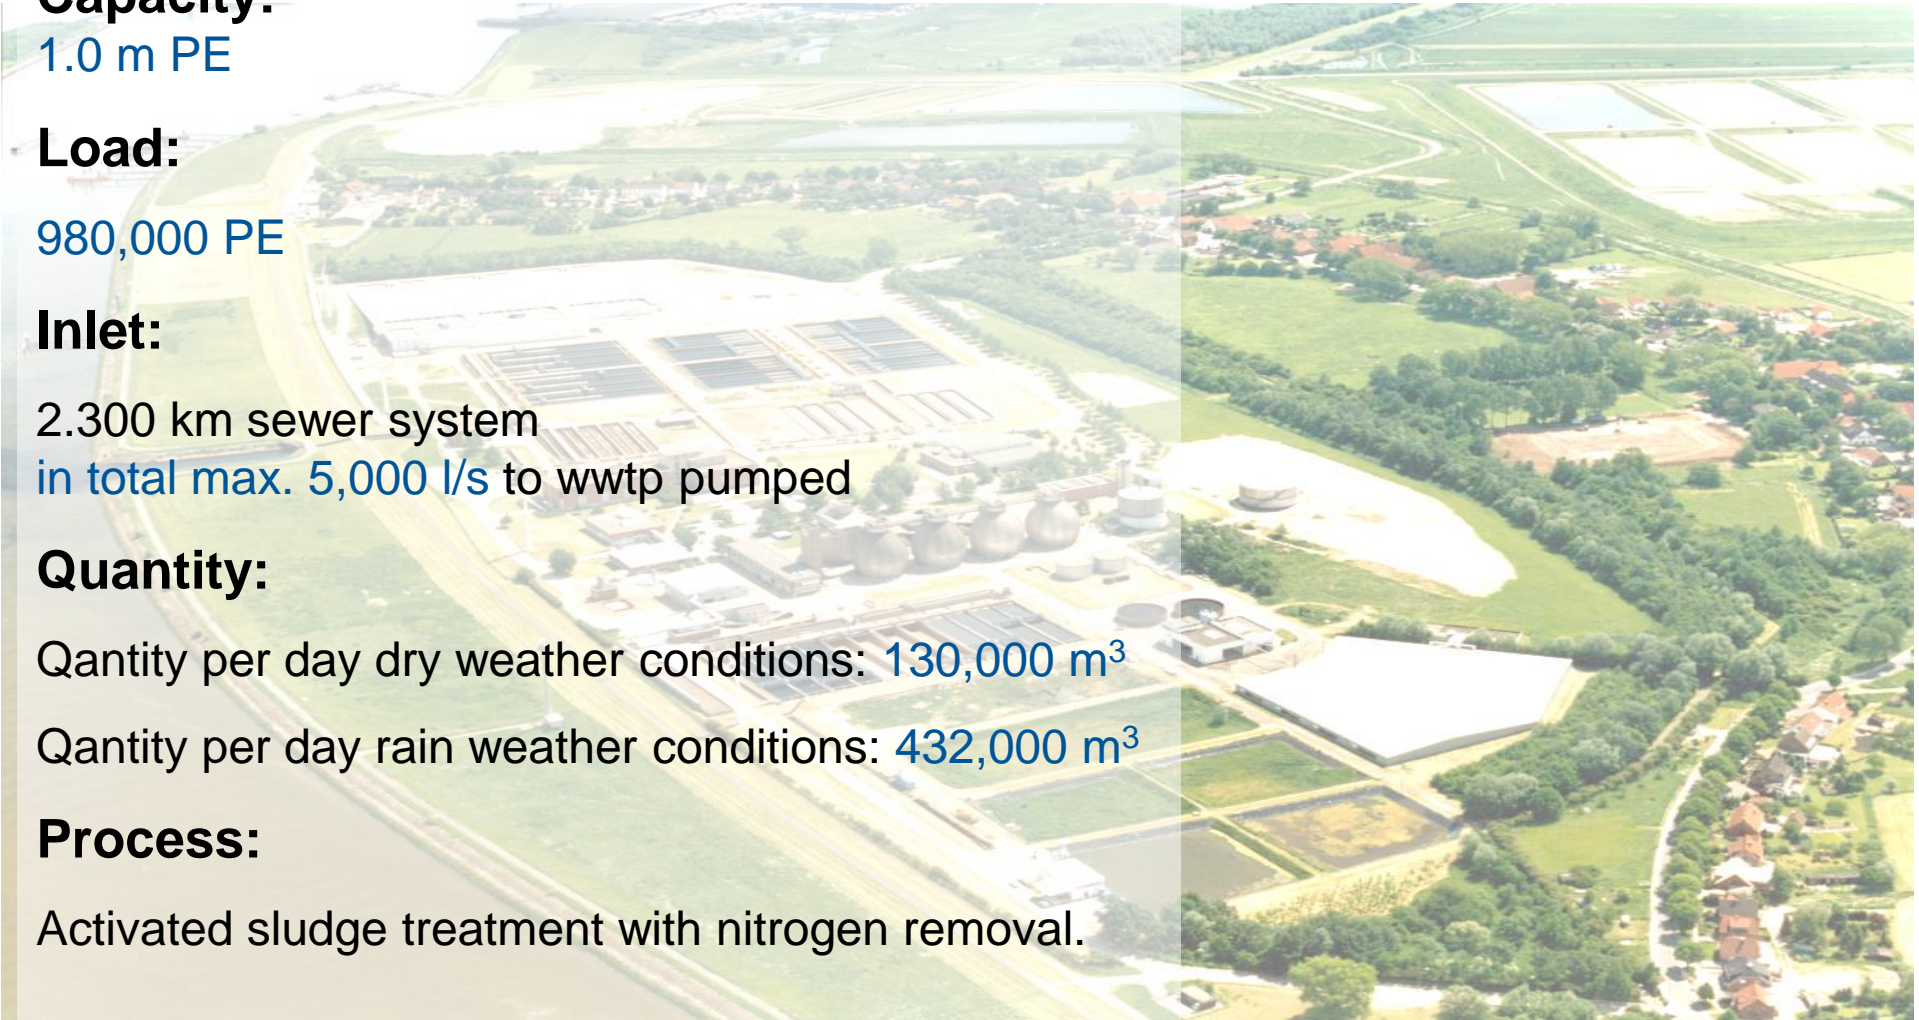 Capacity:
1.0 m PE
Load:
980,000 PE
Inlet:
2.300 km sewer system
in total max. 5,000 l/s to wwtp pumped
Quantity:
Qantity per day dry weather conditions: 130,000 m³
Qantity per day rain weather conditions: 432,000 m³
Process:
Activated sludge treatment with nitrogen removal.